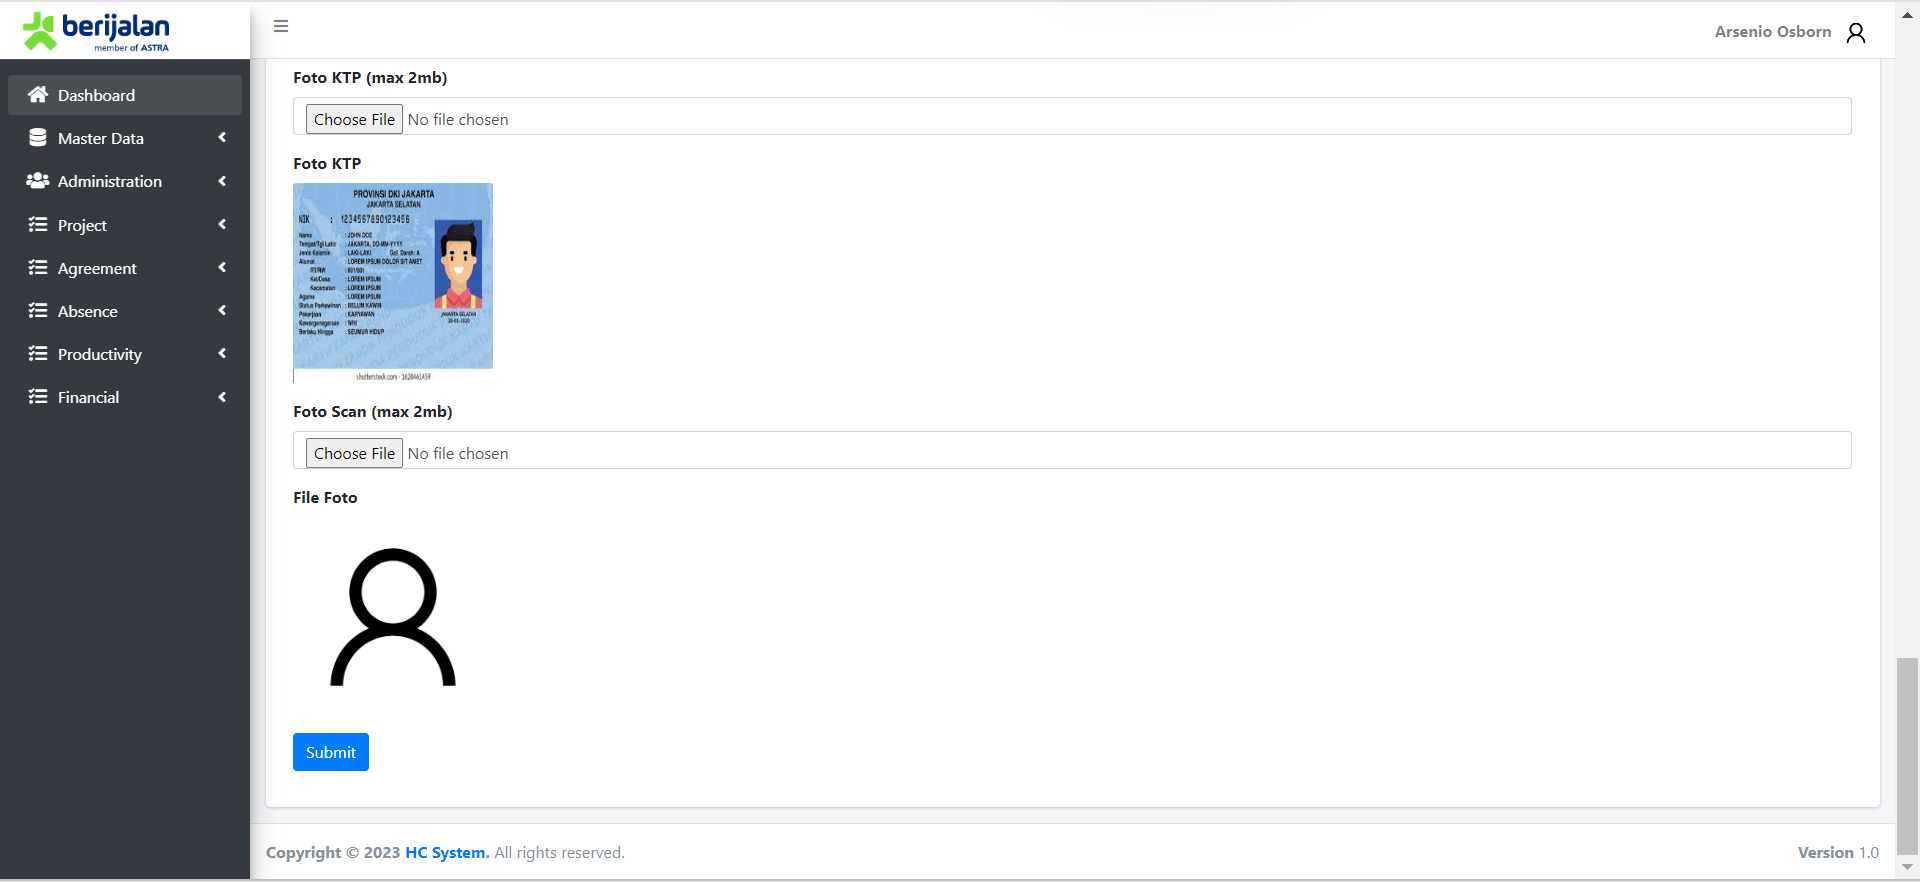 berijalan
member of ASTRA
Arsenio Osborn
Dashboard
Master Data
Administration
Project
Agreement
Absence
Productivity
Financial
Foto KTP (max 2mb)
Choose File No file chosen
Foto KTP
PROVINSI DKI JAKARTA
JAKARTA SELATAN
NIK : 1234567890123456
Nama : JOHN DOE
Tempat/Tgl Lahir : JAKARTA, DD-MM-YYYY
Jenis Kelamin : LAKI-LAKI Gol. Darah: A
Alamat : LOREM IPSUM DOLOR SIT AMET
RT/RW : 001/001
Kel/Desa : LOREM IPSUM
Kecamatan : LOREM IPSUM
Agama : LOREM IPSUM
Status Perkawinan : BELUM KAWIN
Pekerjaan : KARYAWAN
Kewarganegaraan : WNI
Berlaku Hingga : SEUMUR HIDUP
JAKARTA SELATAN
shutterstock.com · 1628461459
Foto Scan (max 2mb)
Choose File No file chosen
File Foto
Submit
Copyright © 2023 HC System. All rights reserved.
Version 1.0